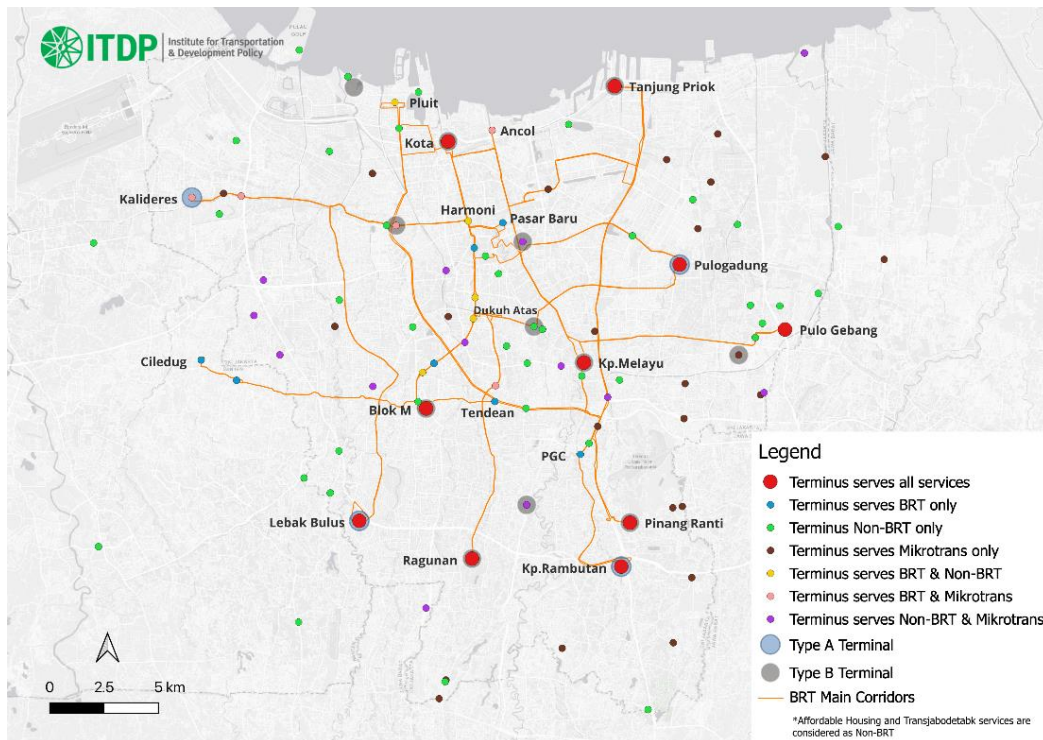 ITDP
Institute for Transportation
& Development Policy
Tanjung Priok
Pluit
Ancol
Kota
Kalideres
Harmoni
Pasar Baru
Pulogadung
Dukuh Atas
Pulo Gebang
Ciledug
Kp.Melayu
Blok M
Tendean
PGC
Lebak Bulus
Pinang Ranti
Ragunan
Kp.Rambutan
Legend
Terminus serves all services
Terminus serves BRT only
Terminus Non-BRT only
Terminus serves Mikrotrans only
Terminus serves BRT & Non-BRT
Terminus serves BRT & Mikrotrans
Terminus serves Non-BRT & Mikrotrans
Type A Terminal
Type B Terminal
BRT Main Corridors
*Affordable Housing and Transjabodetabk services are
considered as Non-BRT
0 2.5 5 km